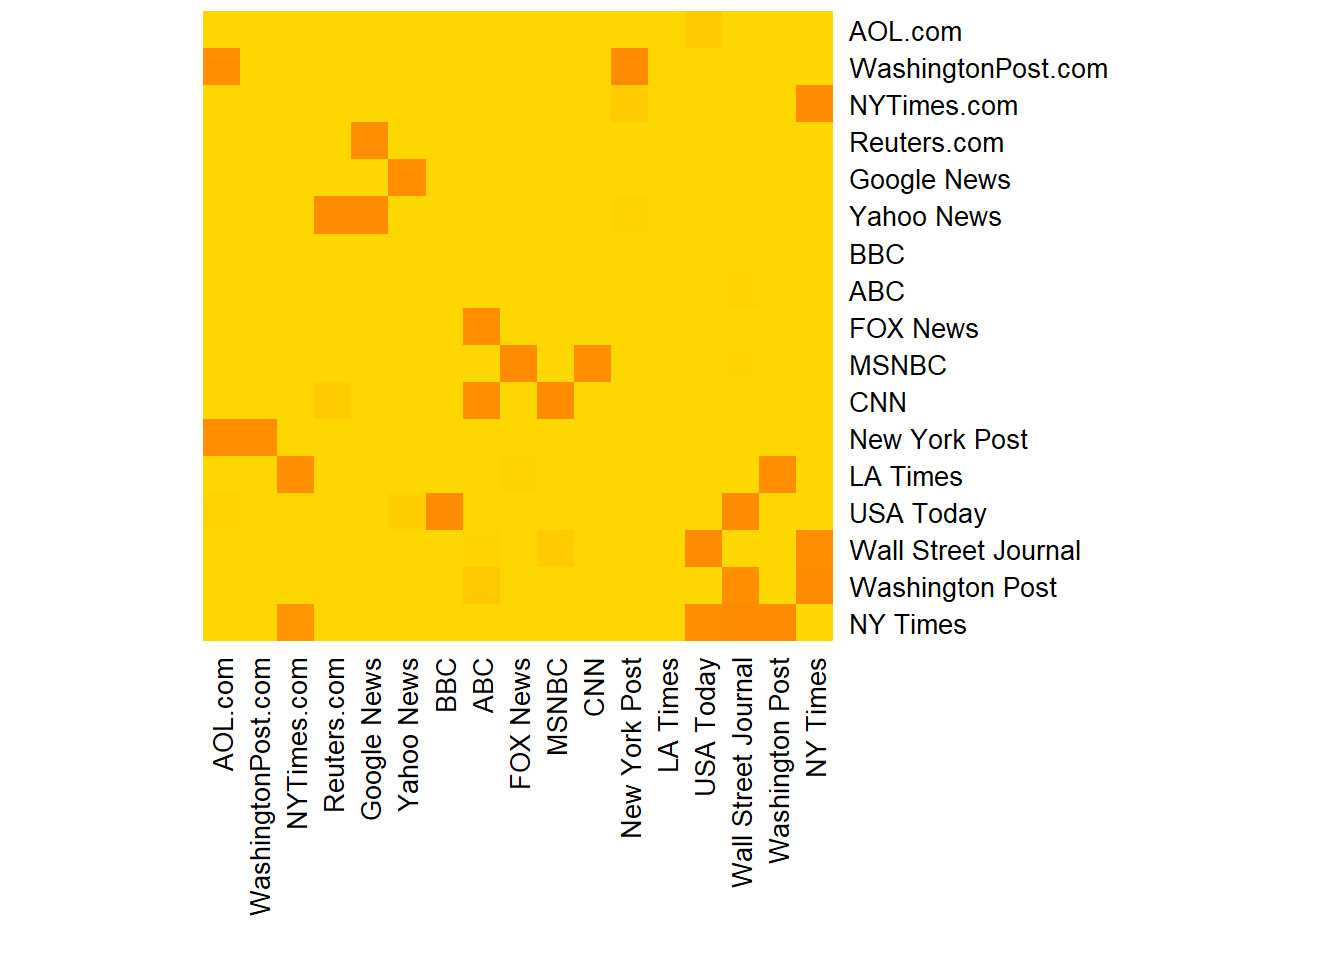 AOL.com
WashingtonPost.com
NYTimes.com
Reuters.com
Google News
Yahoo News
BBC
ABC
FOX News
MSNBC
CNN
New York Post
LA Times
USA Today
Wall Street Journal
Washington Post
NY Times
AOL.com
WashingtonPost.com
NYTimes.com
Reuters.com
Google News
Yahoo News
BBC
ABC
FOX News
MSNBC
CNN
New York Post
LA Times
USA Today
Wall Street Journal
Washington Post
NY Times